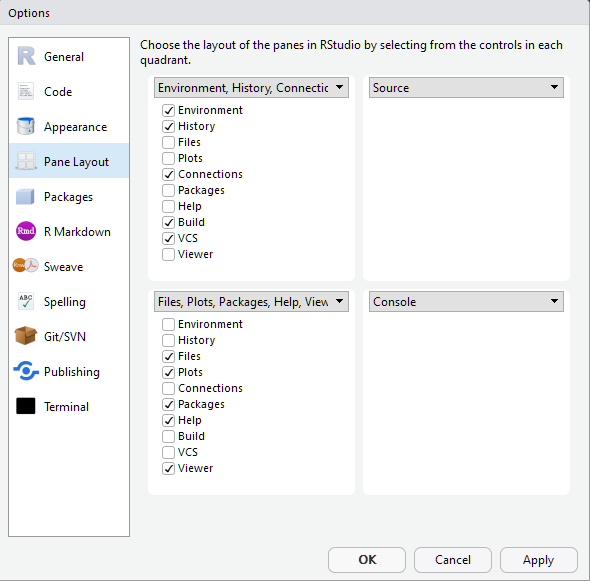 Options
Choose the layout of the panes in RStudio by selecting from the controls in each
quadrant.
R General
Code
Appearance
Pane Layout
Packages
Rmd R Markdown
Sweave
ABC Spelling
Git/SVN
Publishing
Terminal
Environment, History, Connectic
Environment
History
Files
Plots
Connections
Packages
Help
Build
VCS
Viewer
Source
Files, Plots, Packages, Help, View
Environment
History
Files
Plots
Connections
Packages
Help
Build
VCS
Viewer
Console
OK
Cancel
Apply